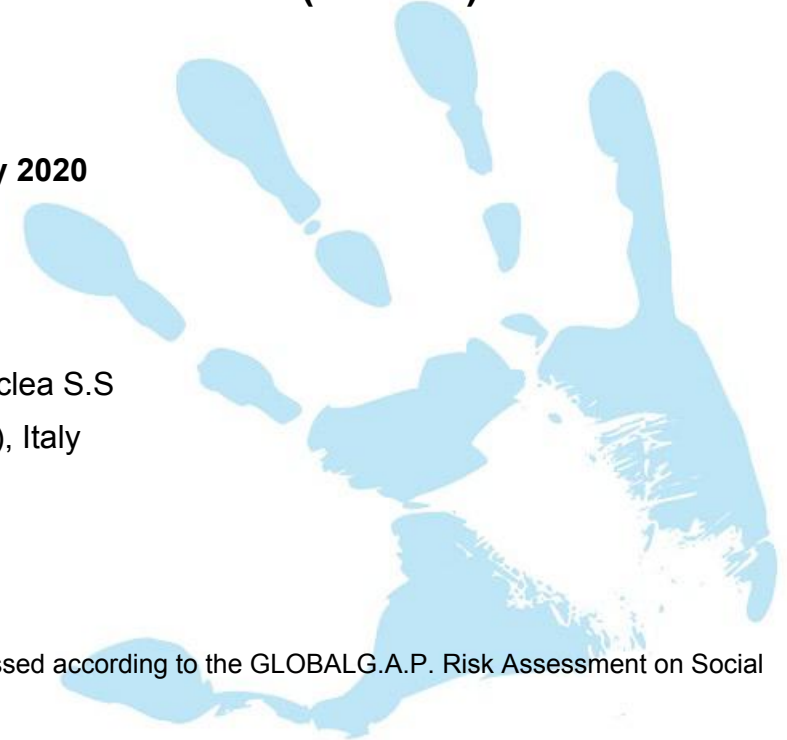 y 2020
clea S.S
), Italy
ssed according to the GLOBALG.A.P. Risk Assessment on Social